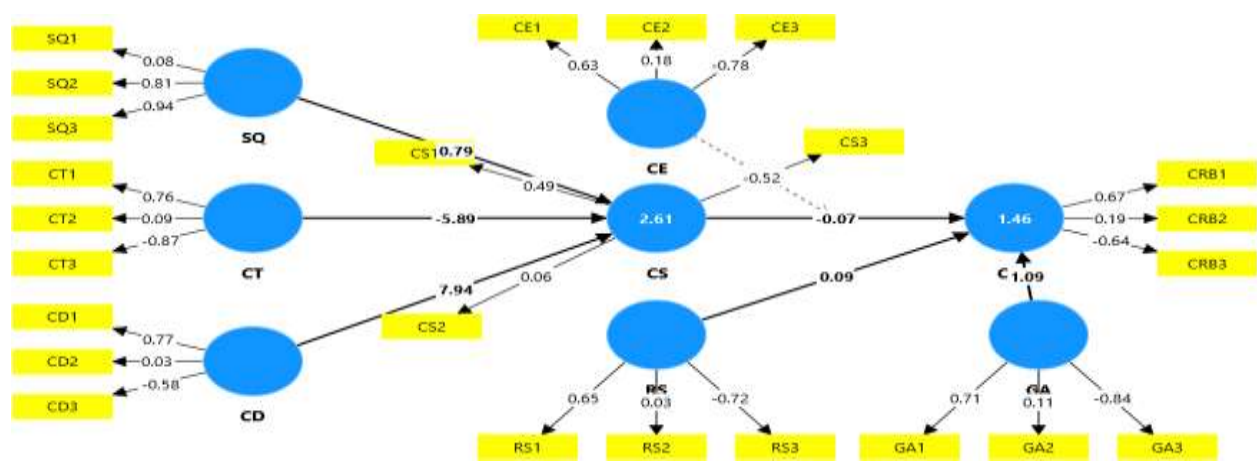 CE1
CE2
CE3
SQ1
SQ2
SQ3
0.08
-0.81
-0.94
SQ
0.63
0.18
-0.78
CE
CS1
0.79
0.49
CS3
-0.52
CT1
CT2
CT3
0.76
0.09
-0.87
CT
-5.89
2.61
CS
-0.07
1.46
0.67
0.19
-0.64
CRB1
CRB2
CRB3
C
1.09
0.09
7.94
0.06
CS2
CD1
CD2
CD3
0.77
0.03
-0.58
CD
RS
0.65
0.03
-0.72
RS1
RS2
RS3
GA
0.71
0.11
-0.84
GA1
GA2
GA3